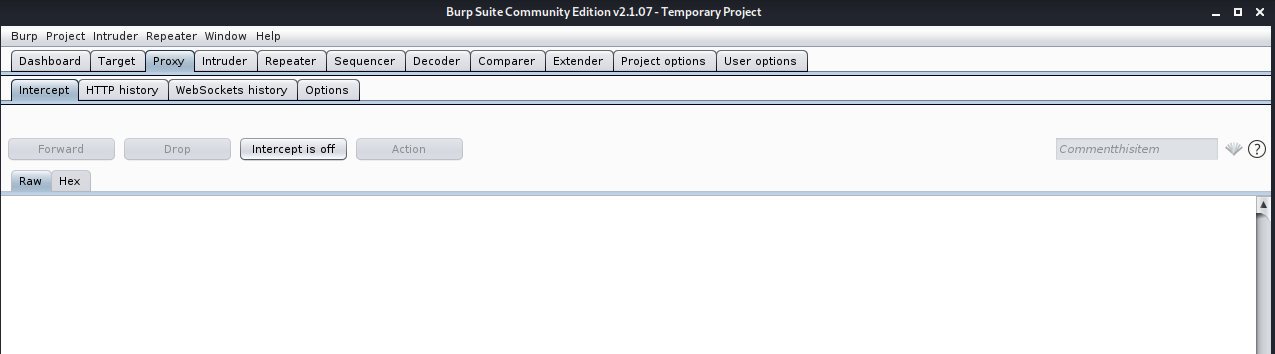 Burp Suite Community Edition v2.1.07 - Temporary Project
Burp Project Intruder Repeater Window Help
Dashboard Target Proxy Intruder Repeater Sequencer Decoder Comparer Extender Project options User options
Intercept HTTP history WebSockets history Options
Forward Drop Intercept is off Action Commentthisitem ?
Raw Hex